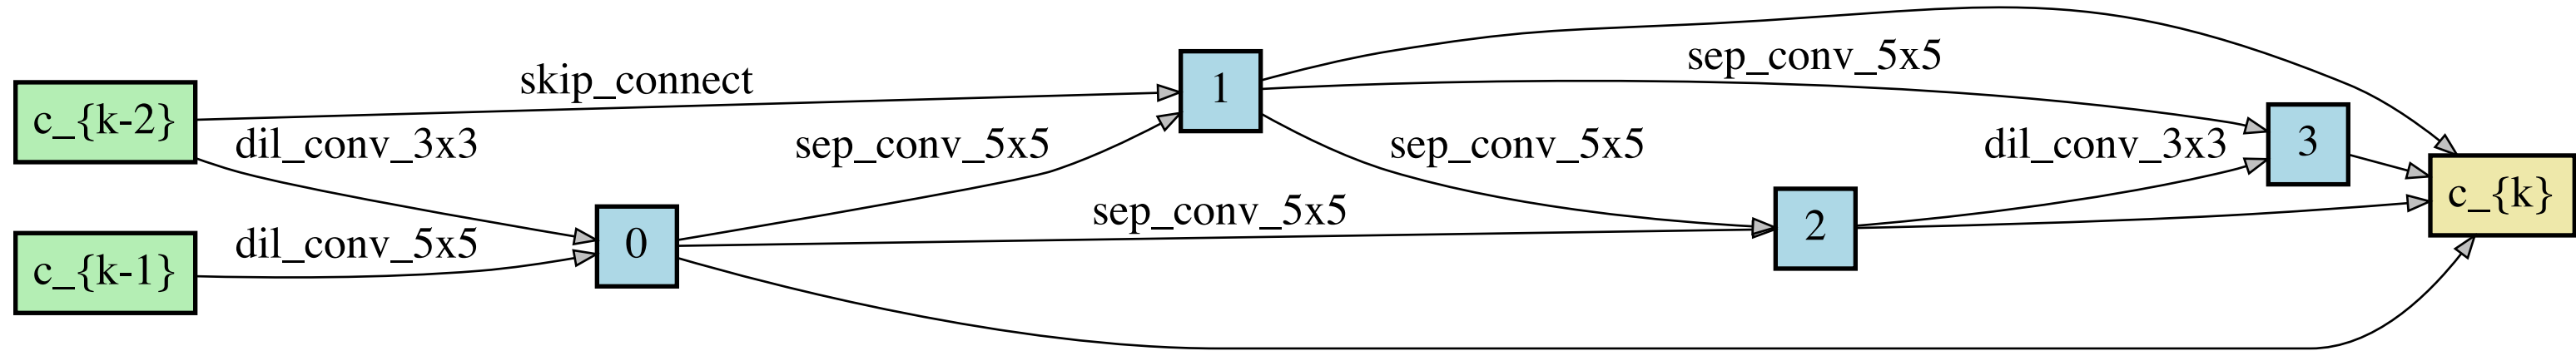 c_{k-2}
c_{k-1}
skip_connect
dil_conv_3x3
dil_conv_5x5
0
sep_conv_5x5
sep_conv_5x5
1
sep_conv_5x5
sep_conv_5x5
2
dil_conv_3x3
3
c_{k}